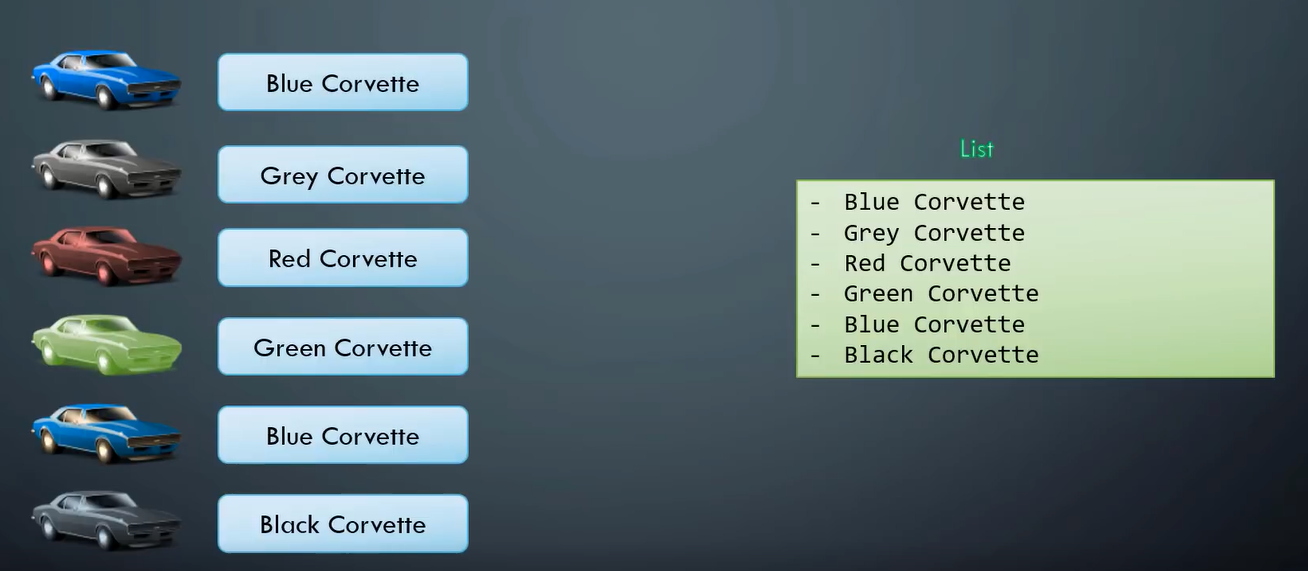 Blue Corvette
Grey Corvette
Red Corvette
Green Corvette
Blue Corvette
Black Corvette
List
- Blue Corvette
- Grey Corvette
- Red Corvette
- Green Corvette
- Blue Corvette
- Black Corvette